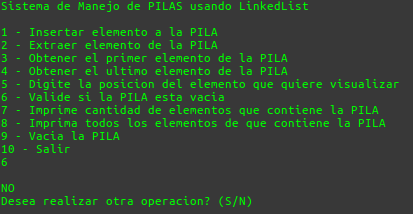 Sistema de Manejo de PILAS usando LinkedList
1 - Insertar elemento a la PILA
2 - Extraer elemento de la PILA
3 - Obtener el primer elemento de la PILA
4 - Obtener el ultimo elemento de la PILA
5 - Digite la posicion del elemento que quiere visualizar
6 - Valide si la PILA esta vacia
7 - Imprime cantidad de elementos que contiene la PILA
8 - Imprima todos los elementos de que contiene la PILA
9 - Vacia la PILA
10 - Salir
6
NO
Desea realizar otra operacion? (S/N)